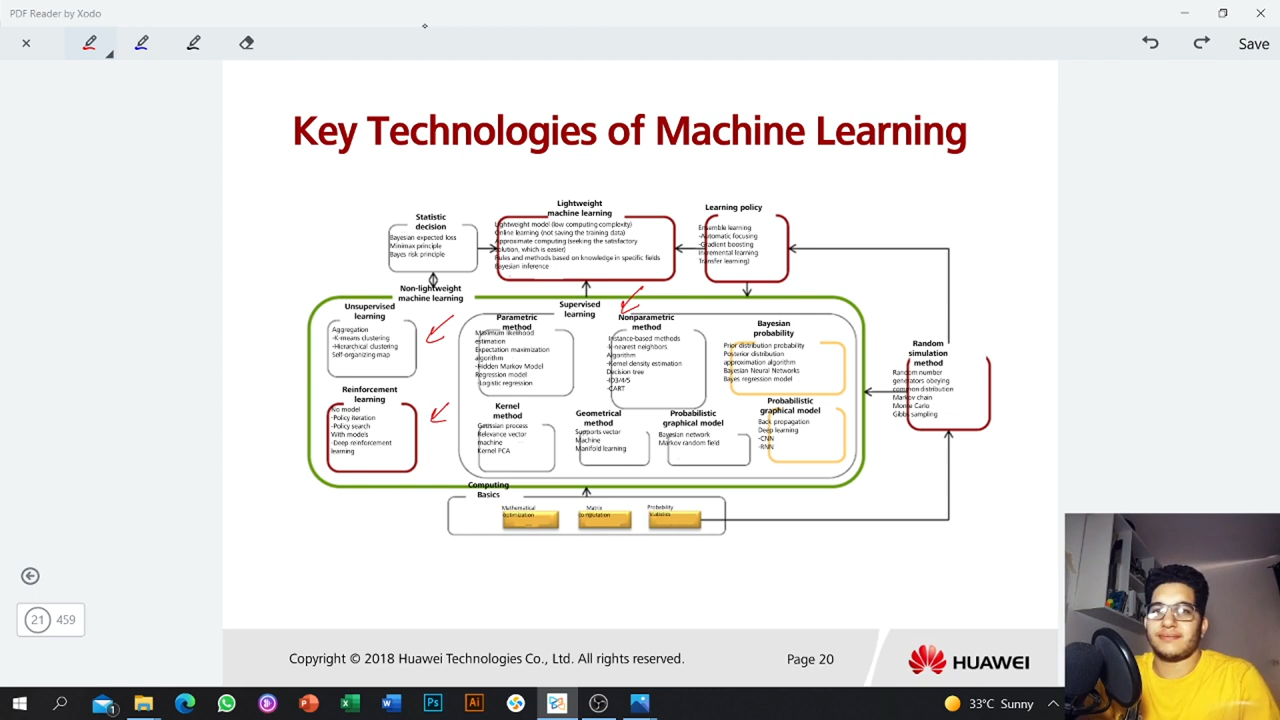 PDF Reader by Xodo
Save
Key Technologies of Machine Learning
Statistic
decision
Bayesian expected loss
Minimax principle
Bayes risk principle
Lightweight
machine learning
Lightweight model (low computing complexity)
Online learning (not saving the training data)
Approximate computing (seeking the satisfactory
solution, which is easier)
Rules and methods based on knowledge in specific fields
Bayesian inference
Learning policy
Ensemble learning
-Automatic focusing
-Gradient boosting
Incremental learning
Transfer learning)
Non-lightweight
machine learning
Unsupervised
learning
Aggregation
-K-means clustering
-Hierarchical clustering
Self-organizing map
Reinforcement
learning
No model
-Policy iteration
-Policy search
With models
-Deep reinforcement
learning
Supervised
learning
Parametric
method
Maximum likelihood
estimation
Expectation maximization
algorithm
-Hidden Markov Model
Regression model
-Logistic regression
Nonparametric
method
Instance-based methods
-k-nearest neighbors
Algorithm
-Kernel density estimation
Decision tree
-ID3/4/5
-CART
Bayesian
probability
Prior distribution probability
Posterior distribution
approximation algorithm
Bayesian Neural Networks
Bayes regression model
Kernel
method
Gaussian process
Relevance vector
machine
Kernel PCA
Geometrical
method
Supports vector
Machine
Manifold learning
Probabilistic
graphical model
Bayesian network
Markov random field
Probabilistic
graphical model
Back propagation
Deep learning
-CNN
-RNN
Random
simulation
method
Random number
generators obeying
common distribution
Markov chain
Monte Carlo
Gibbs sampling
Computing
Basics
Mathematical
Optimization
Matrix
Computation
Probability
Statistics
21 459
Copyright © 2018 Huawei Technologies Co., Ltd. All rights reserved.
Page 20
HUAWEI
33°C Sunny